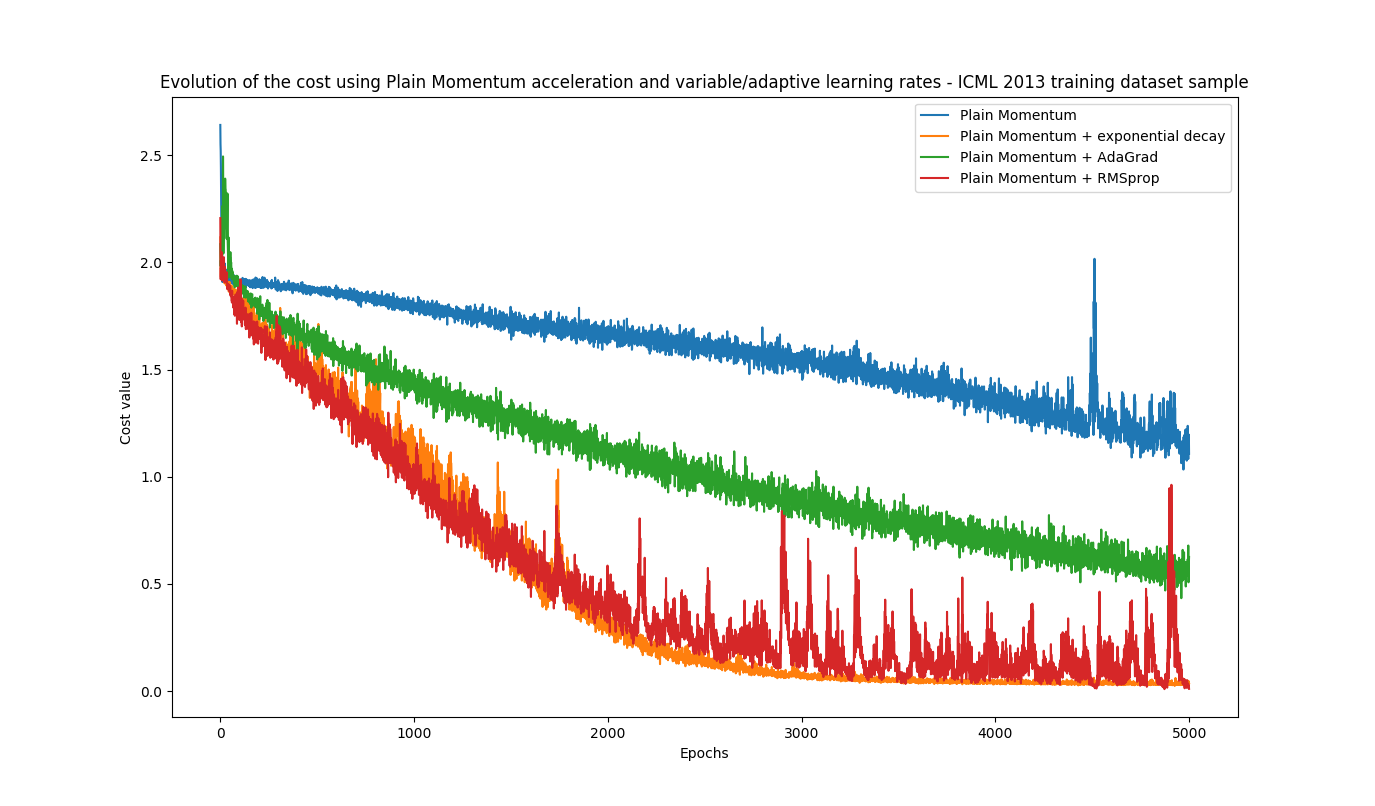 Evolution of the cost using Plain Momentum acceleration and variable/adaptive learning rates - ICML 2013 training dataset sample
Plain Momentum
Plain Momentum + exponential decay
Plain Momentum + AdaGrad
Plain Momentum + RMSprop
Cost value
2.5
2.0
1.5
1.0
0.5
0.0
0 1000 2000 3000 4000 5000
Epochs